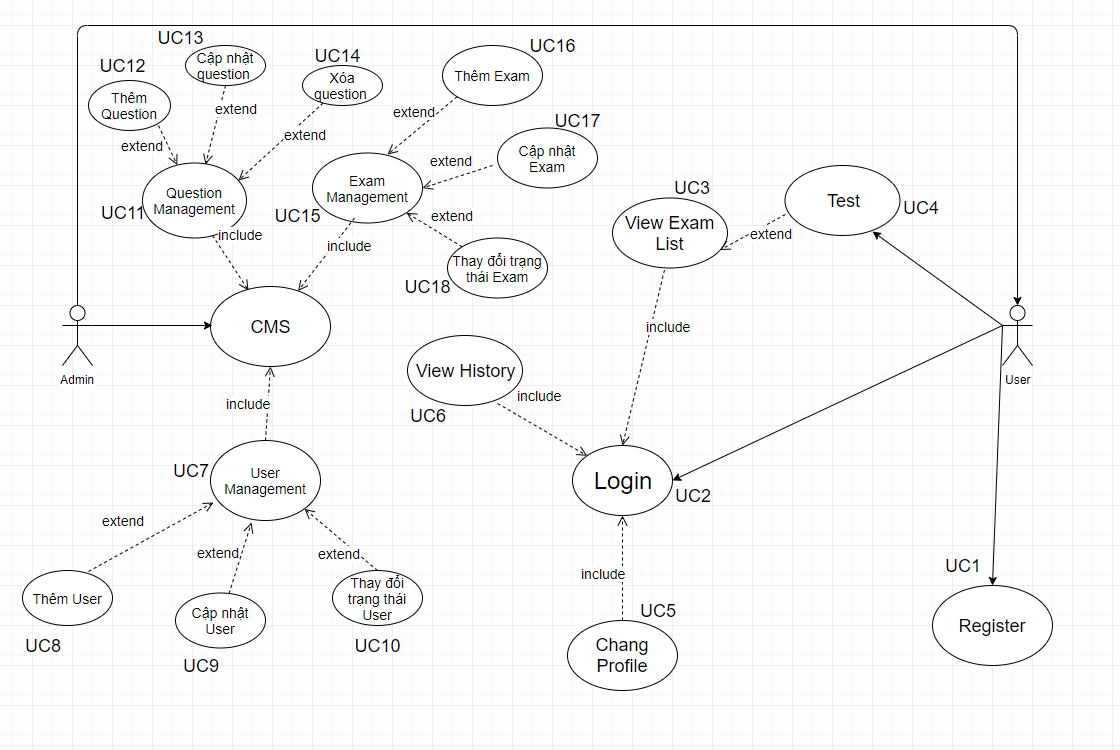 UC13
Cập nhật
question
UC12
Thêm
Question
UC14
Xóa
question
UC16
Thêm Exam
extend
extend
extend
extend
UC17
Cập nhật
Exam
extend
Question
Management
UC11
Exam
Management
UC15
extend
include
include
Thay đổi trạng
thái Exam
UC18
UC3
View Exam
List
Test
UC4
extend
CMS
Admin
User
include
View History
UC6
include
include
User
Management
UC7
Login
UC2
extend
extend
extend
Thêm User
UC8
Cập nhật
User
UC9
Thay đổi
trạng thái
User
UC10
include
UC5
Chang
Profile
UC1
Register